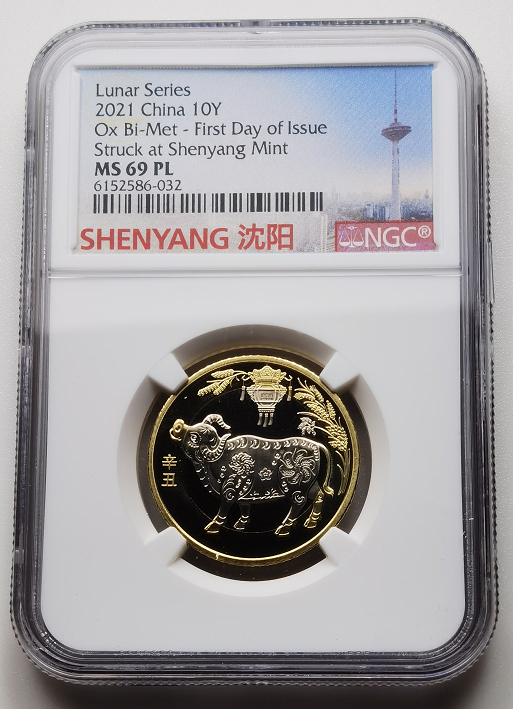 Lunar Series
2021 China 10Y
Ox Bi-Met - First Day of Issue
Struck at Shenyang Mint
MS 69 PL
6152586-032
SHENYANG 沈阳
NGC®
辛丑